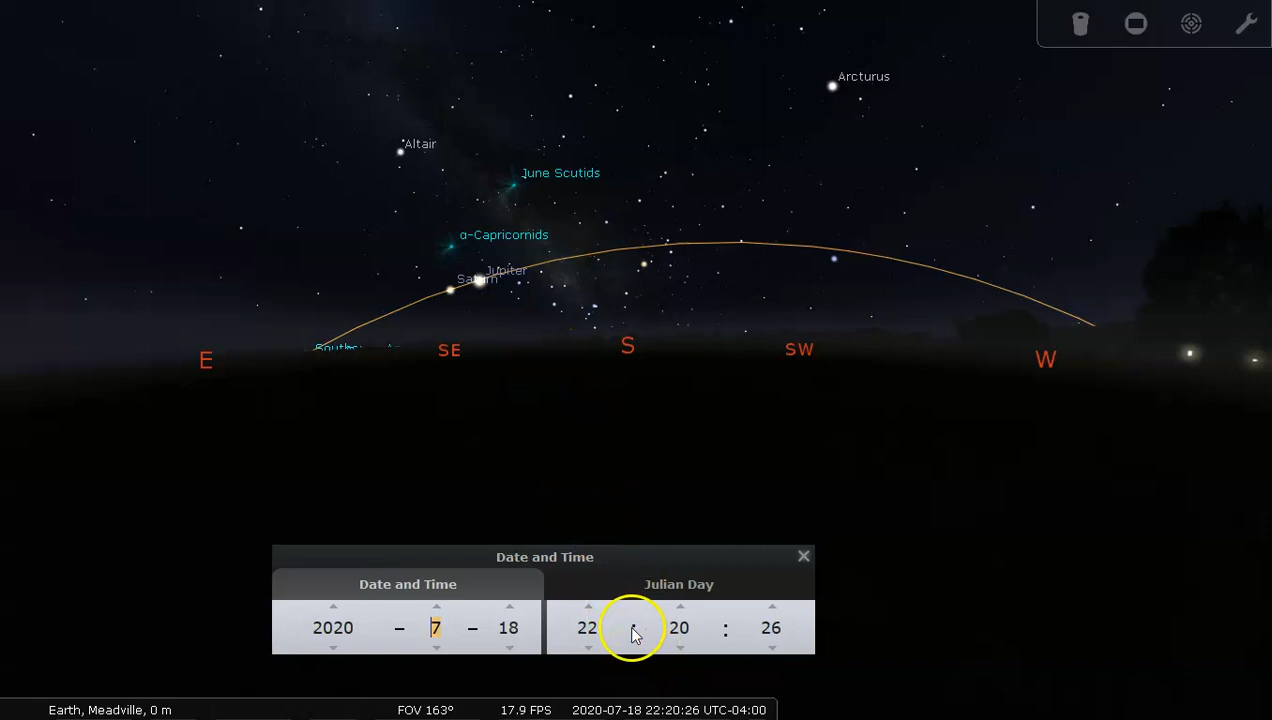 Arcturus
Altair
June Scutids
α-Capricornids
Jupiter
Saturn
E
SE
S
SW
W
Date and Time
Date and Time
Julian Day
2020 – 7 – 18 22 : 20 : 26
Earth, Meadville, 0 m FOV 163° 17.9 FPS 2020-07-18 22:20:26 UTC-04:00